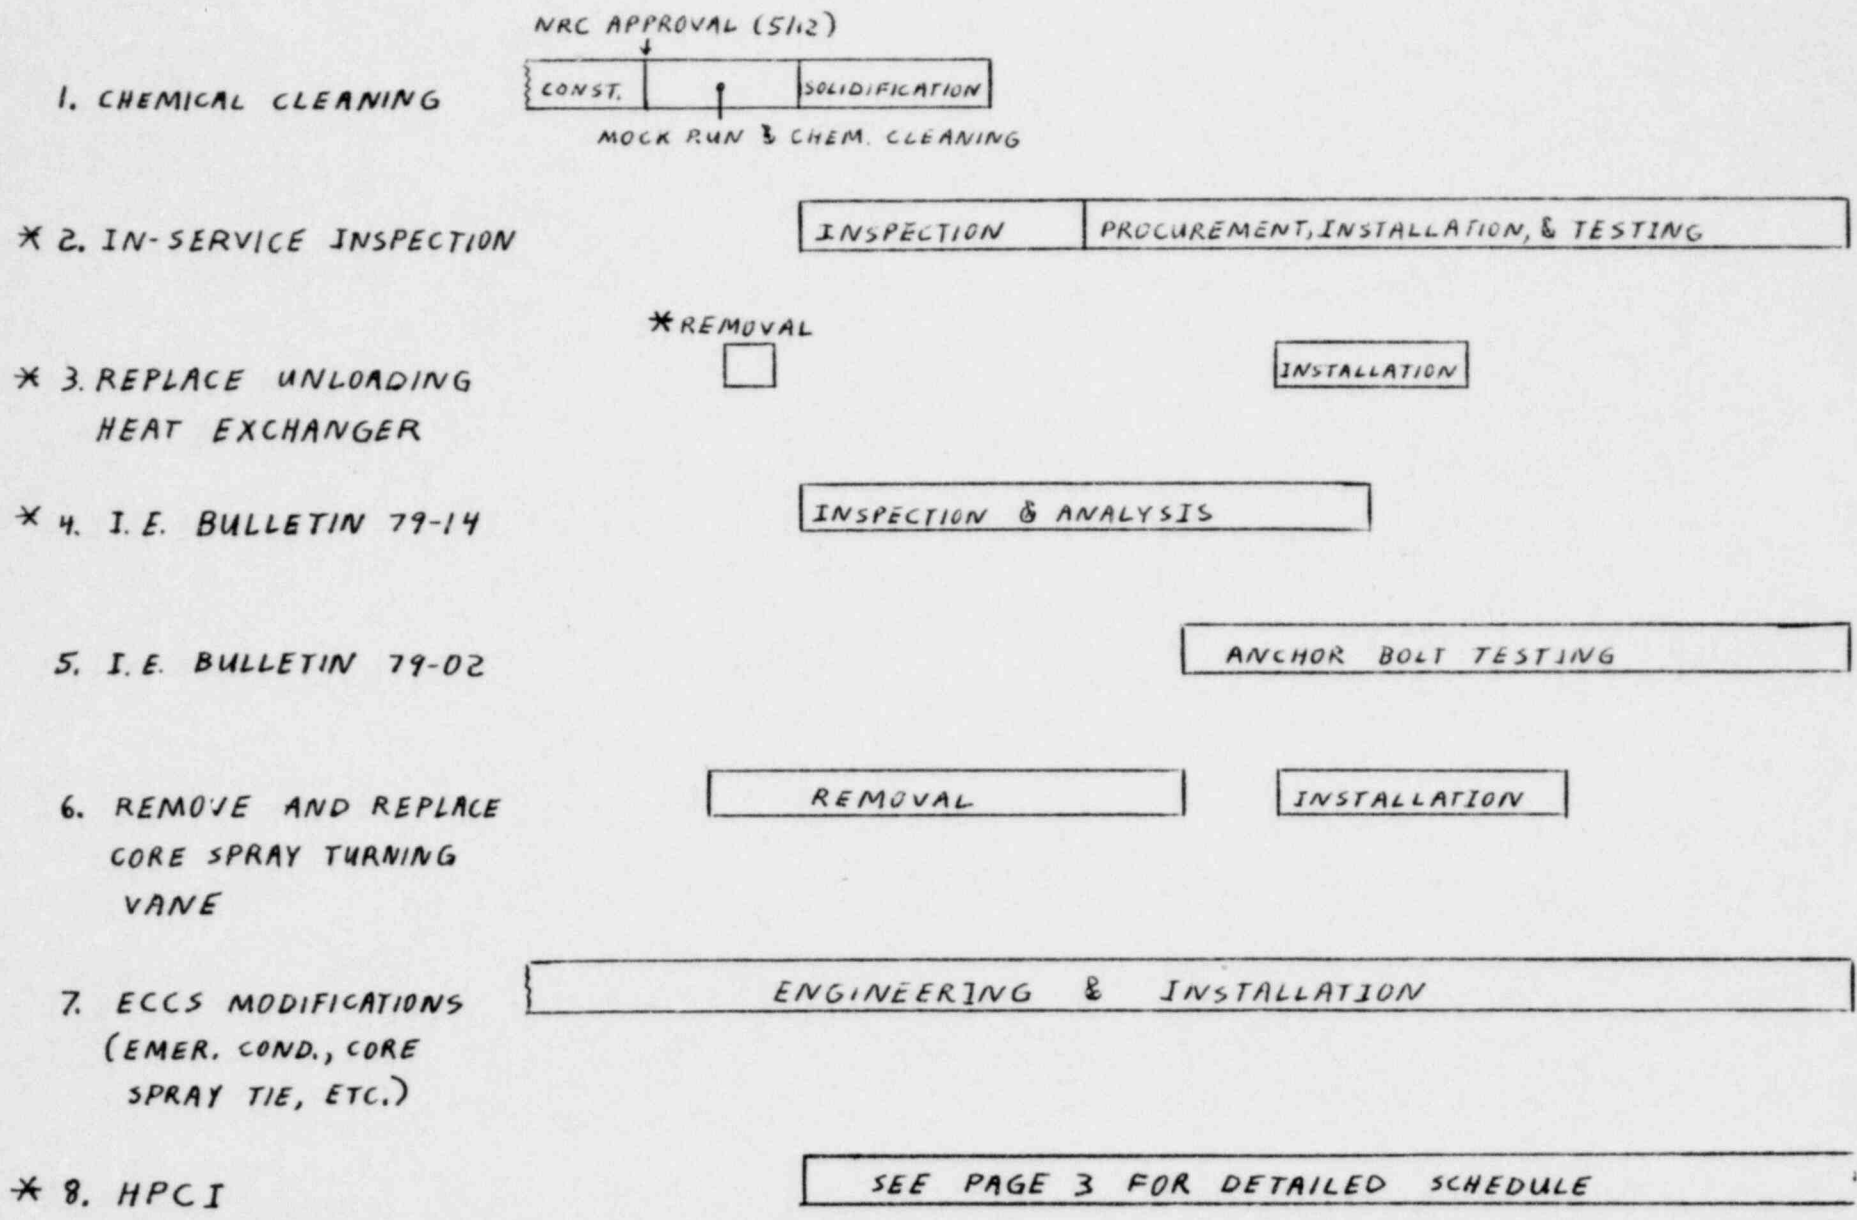 NRC APPROVAL (5/12)
1. CHEMICAL CLEANING
CONST.
SOLIDIFICATION
MOCK RUN & CHEM. CLEANING
* 2. IN-SERVICE INSPECTION
INSPECTION
PROCUREMENT, INSTALLATION, & TESTING
* REMOVAL
* 3. REPLACE UNLOADING
HEAT EXCHANGER
INSTALLATION
* 4. I.E. BULLETIN 79-14
INSPECTION & ANALYSIS
5. I.E. BULLETIN 79-02
ANCHOR BOLT TESTING
6. REMOVE AND REPLACE
CORE SPRAY TURNING
VANE
REMOVAL
INSTALLATION
7. ECCS MODIFICATIONS
(EMER. COND., CORE
SPRAY TIE, ETC.)
ENGINEERING & INSTALLATION
* 8. HPCI
SEE PAGE 3 FOR DETAILED SCHEDULE